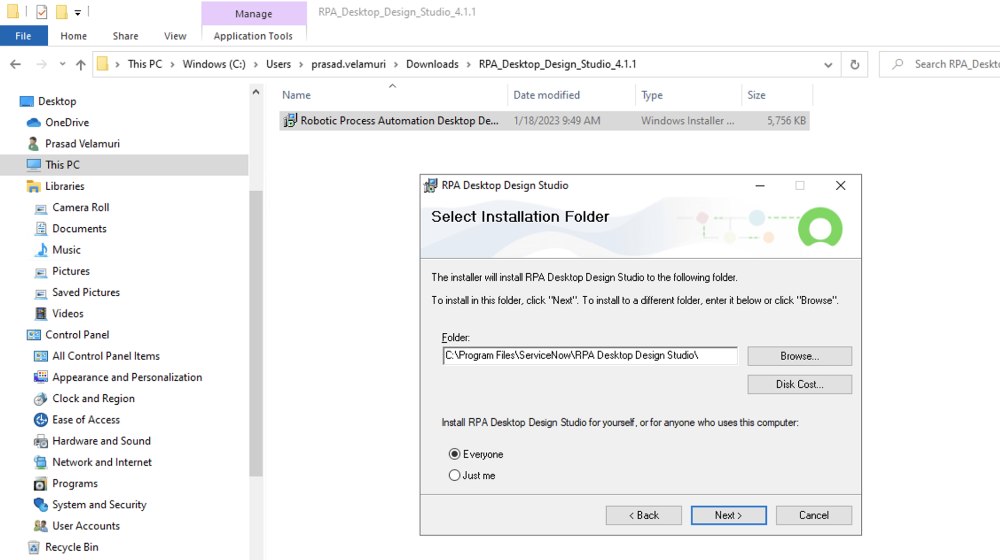 Manage
RPA_Desktop_Design_Studio_4.1.1
File
Home
Share
View
Application Tools
This PC
Windows (C:)
Users
prasad.velamuri
Downloads
RPA_Desktop_Design_Studio_4.1.1
Search RPA_Deskto
Name
Date modified
Type
Size
Robotic Process Automation Desktop De...
1/18/2023 9:49 AM
Windows Installer ...
5,756 KB
Desktop
OneDrive
Prasad Velamuri
This PC
Libraries
Camera Roll
Documents
Music
Pictures
Saved Pictures
Videos
Control Panel
All Control Panel Items
Appearance and Personalization
Clock and Region
Ease of Access
Hardware and Sound
Network and Internet
Programs
System and Security
User Accounts
Recycle Bin
RPA Desktop Design Studio
Select Installation Folder
The installer will install RPA Desktop Design Studio to the following folder.
To install in this folder, click "Next". To install to a different folder, enter it below or click "Browse".
Folder:
C:\Program Files\ServiceNow\RPA Desktop Design Studio\
Browse...
Disk Cost...
Install RPA Desktop Design Studio for yourself, or for anyone who uses this computer:
Everyone
Just me
< Back
Next >
Cancel